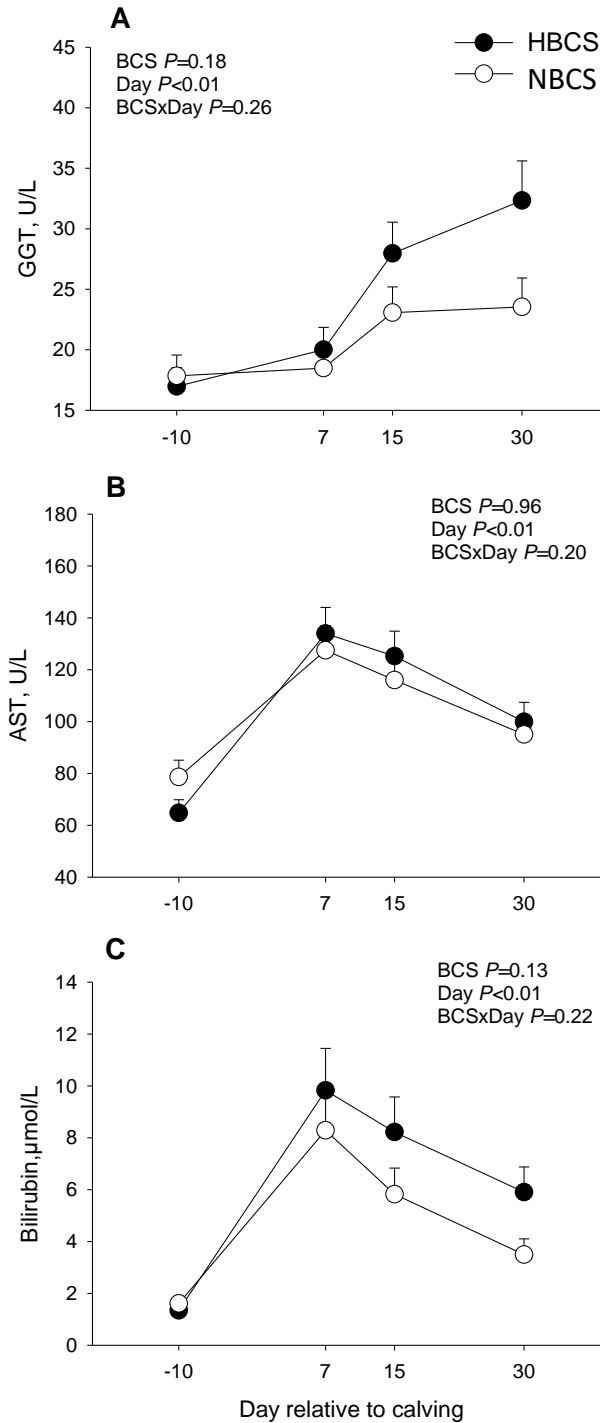 A
45
40
35
30
25
20
15
GGT, U/L
BCS P=0.18
Day P<0.01
BCSxDay P=0.26
HBCS
NBCS
-10 7 15 30
B
180
160
140
120
100
80
60
40
AST, U/L
BCS P=0.96
Day P<0.01
BCSxDay P=0.20
-10 7 15 30
C
14
12
10
8
6
4
2
0
Bilirubin,µmol/L
BCS P=0.13
Day P<0.01
BCSxDay P=0.22
-10 7 15 30
Day relative to calving